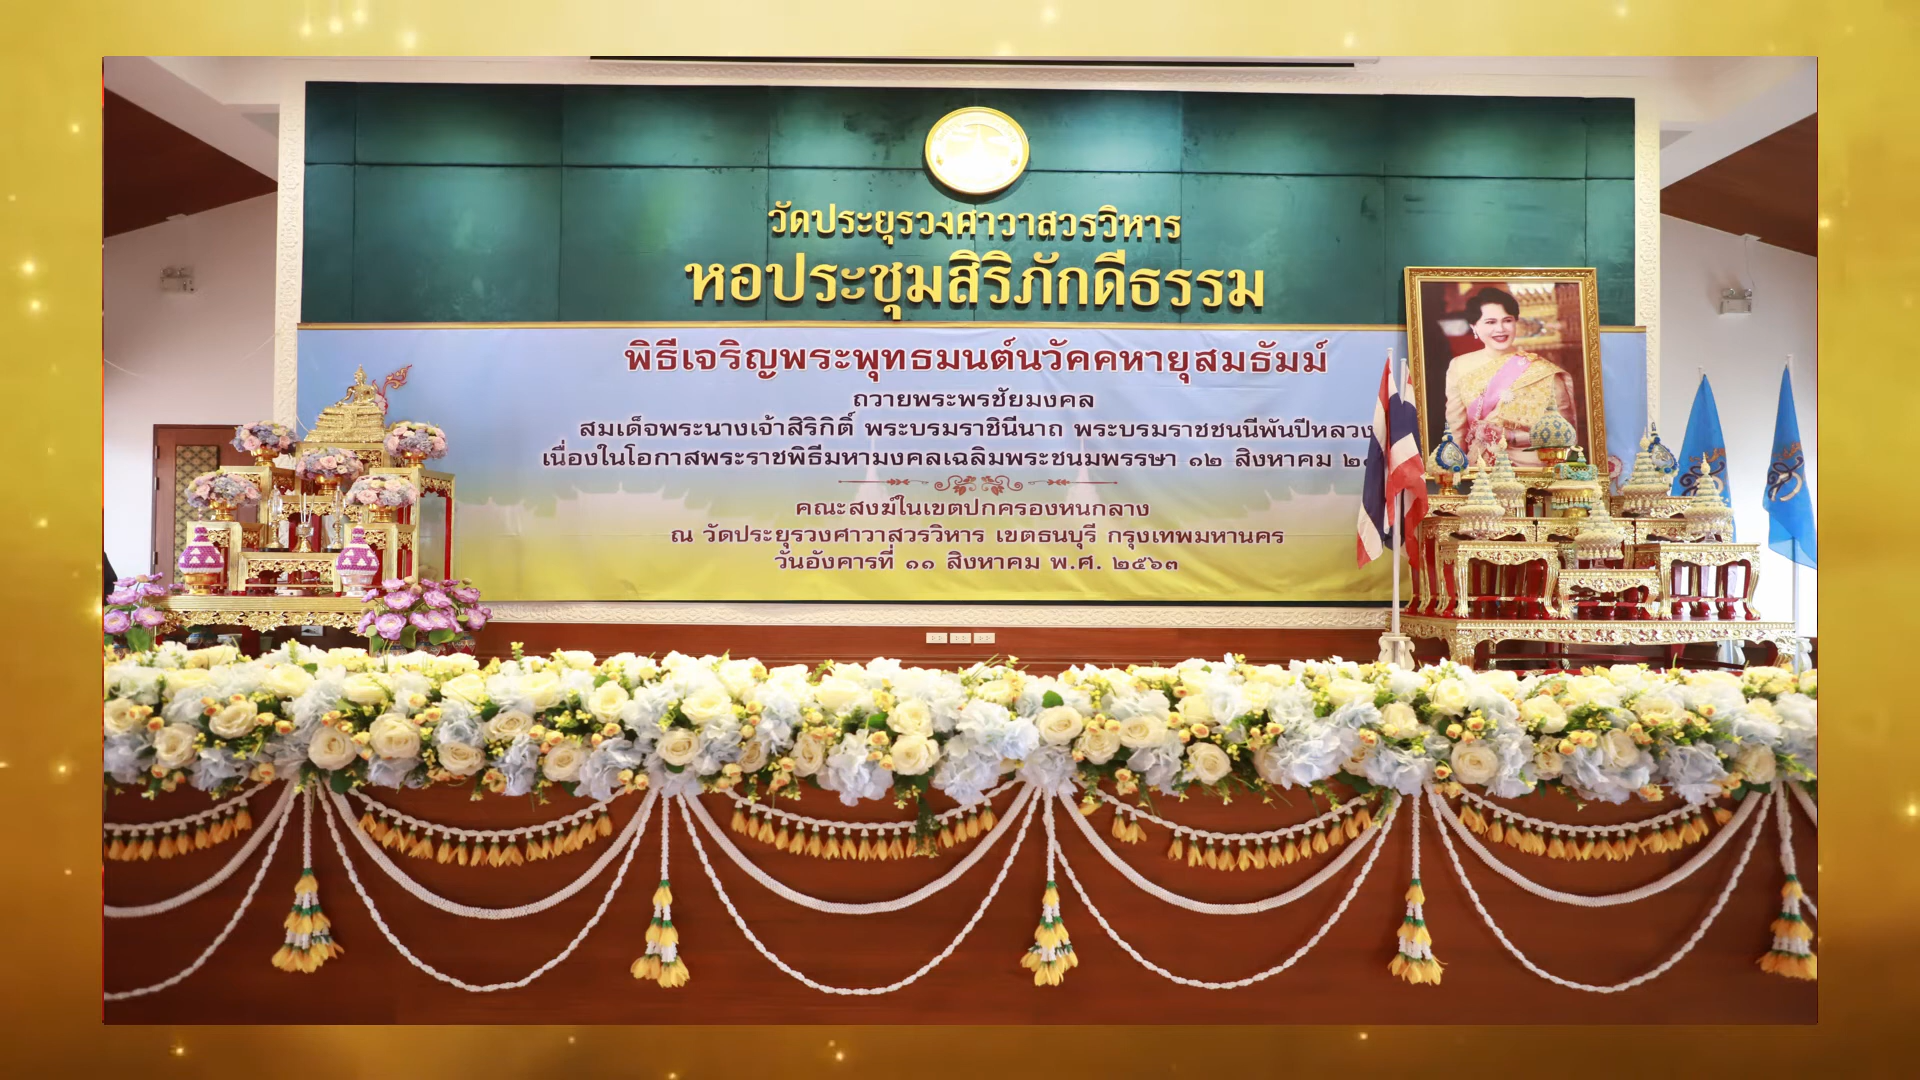 วัดประยุรวงศาวาสวรวิหาร
หอประชุมสิริภักดีธรรม
พิธีเจริญพระพุทธมนต์นวัคคหายุสมธัมม์
ถวายพระพรชัยมงคล
สมเด็จพระนางเจ้าสิริกิติ์ พระบรมราชินีนาถ พระบรมราชชนนีพันปีหลวง
เนื่องในโอกาสพระราชพิธีมหามงคลเฉลิมพระชนมพรรษา ๑๒ สิงหาคม
คณะสงฆ์ในเขตปกครองหนกลาง
ณ วัดประยุรวงศาวาสวรวิหาร เขตธนบุรี กรุงเทพมหานคร
วันอังคารที่ ๑๑ สิงหาคม พ.ศ. ๒๕๖๓